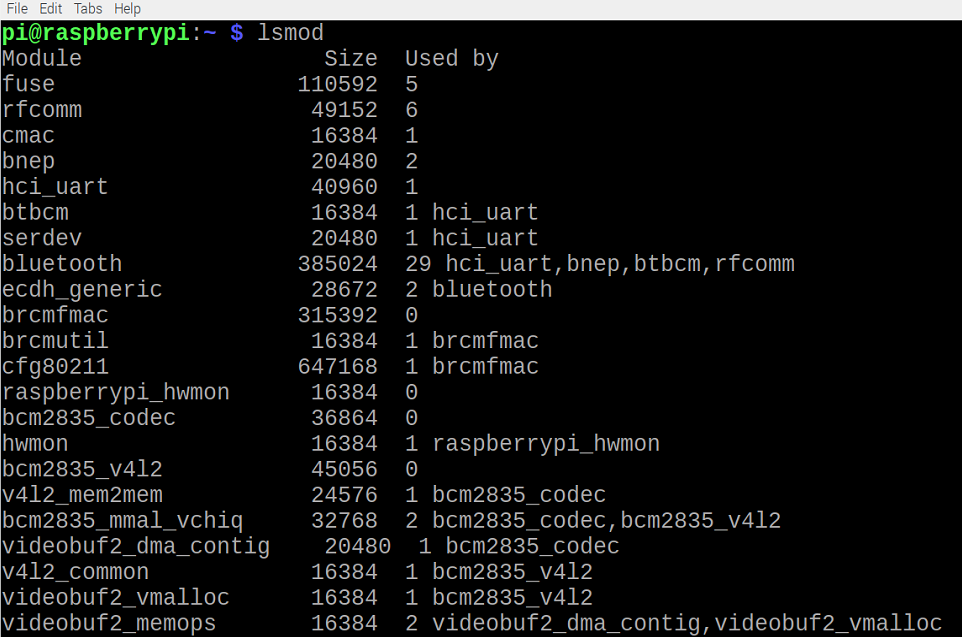 File Edit Tabs Help
pi@raspberrypi:~ $ lsmod
Module                  Size  Used by
fuse                  110592  5
rfcomm                 49152  6
cmac                   16384  1
bnep                   20480  2
hci_uart               40960  1
btbcm                  16384  1 hci_uart
serdev                 20480  1 hci_uart
bluetooth             385024  29 hci_uart,bnep,btbcm,rfcomm
ecdh_generic           28672  2 bluetooth
brcmfmac              315392  0
brcmutil               16384  1 brcmfmac
cfg80211              647168  1 brcmfmac
raspberrypi_hwmon      16384  0
bcm2835_codec          36864  0
hwmon                  16384  1 raspberrypi_hwmon
bcm2835_v4l2           45056  0
v4l2_mem2mem           24576  1 bcm2835_codec
bcm2835_mmal_vchiq     32768  2 bcm2835_codec,bcm2835_v4l2
videobuf2_dma_contig    20480  1 bcm2835_codec
v4l2_common            16384  1 bcm2835_v4l2
videobuf2_vmalloc      16384  1 bcm2835_v4l2
videobuf2_memops       16384  2 videobuf2_dma_contig,videobuf2_vmalloc